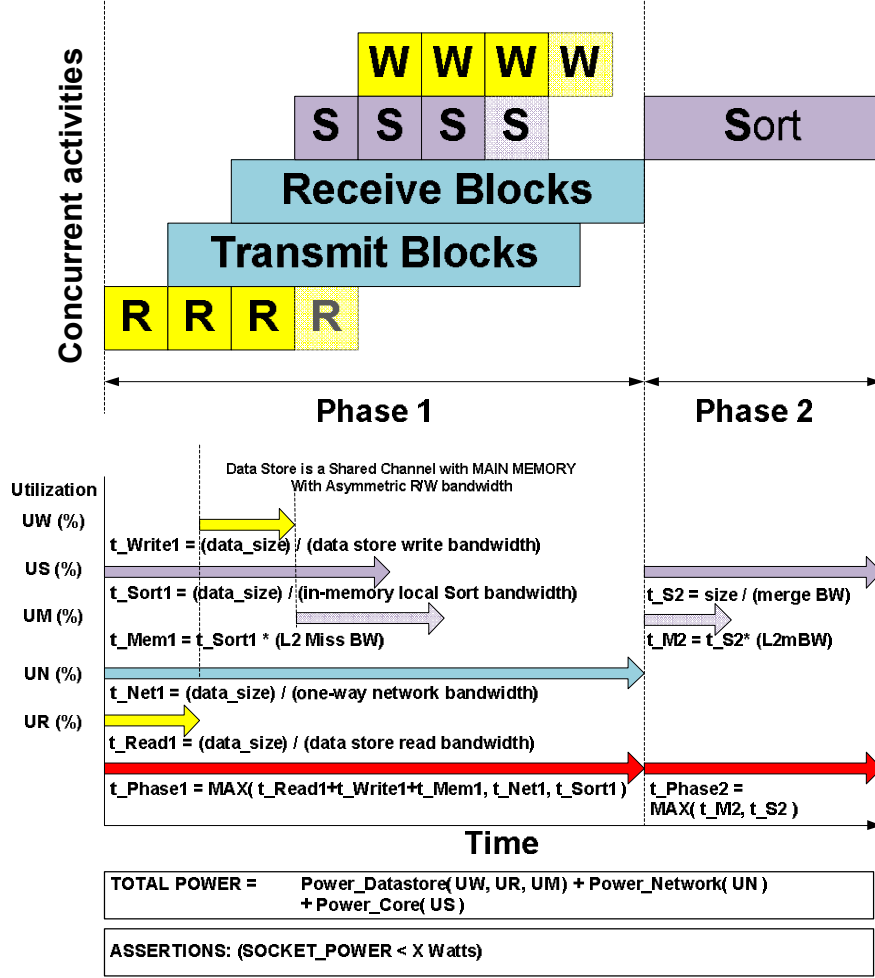 Concurrent activities
W W W W
S S S S
Sort
Receive Blocks
Transmit Blocks
R R R R
Phase 1
Phase 2
Data Store is a Shared Channel with MAIN MEMORY
With Asymmetric R/W bandwidth
Utilization
UW (%)
t_Write1 = (data_size) / (data store write bandwidth)
US (%)
t_Sort1 = (data_size) / (in-memory local Sort bandwidth)
t_S2 = size / (merge BW)
UM (%)
t_Mem1 = t_Sort1 * (L2 Miss BW)
t_M2 = t_S2* (L2mBW)
UN (%)
t_Net1 = (data_size) / (one-way network bandwidth)
UR (%)
t_Read1 = (data_size) / (data store read bandwidth)
t_Phase1 = MAX( t_Read1+t_Write1+t_Mem1, t_Net1, t_Sort1 )
t_Phase2 =
MAX( t_M2, t_S2 )
Time
TOTAL POWER = Power_Datastore( UW, UR, UM) + Power_Network( UN )
+ Power_Core( US )
ASSERTIONS: (SOCKET_POWER < X Watts)